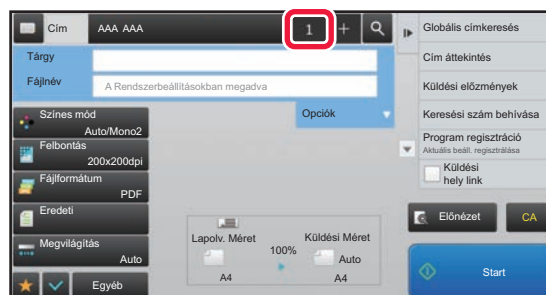 Cím AAA AAA 1 +
Tárgy
Fájlnév A Rendszerbeállításokban megadva
Opciók
Színes mód
Auto/Mono2
Felbontás
200x200dpi
Fájlformátum
PDF
Eredeti
Megvilágítás
Auto
Egyéb
Lapolv. Méret
100%
Küldési Méret
Auto
A4
A4
Globális címkeresés
Cím áttekintés
Küldési előzmények
Keresési szám behívása
Program regisztráció
Aktuális beáll. regisztrálása
Küldési
hely link
Előnézet
CA
Start